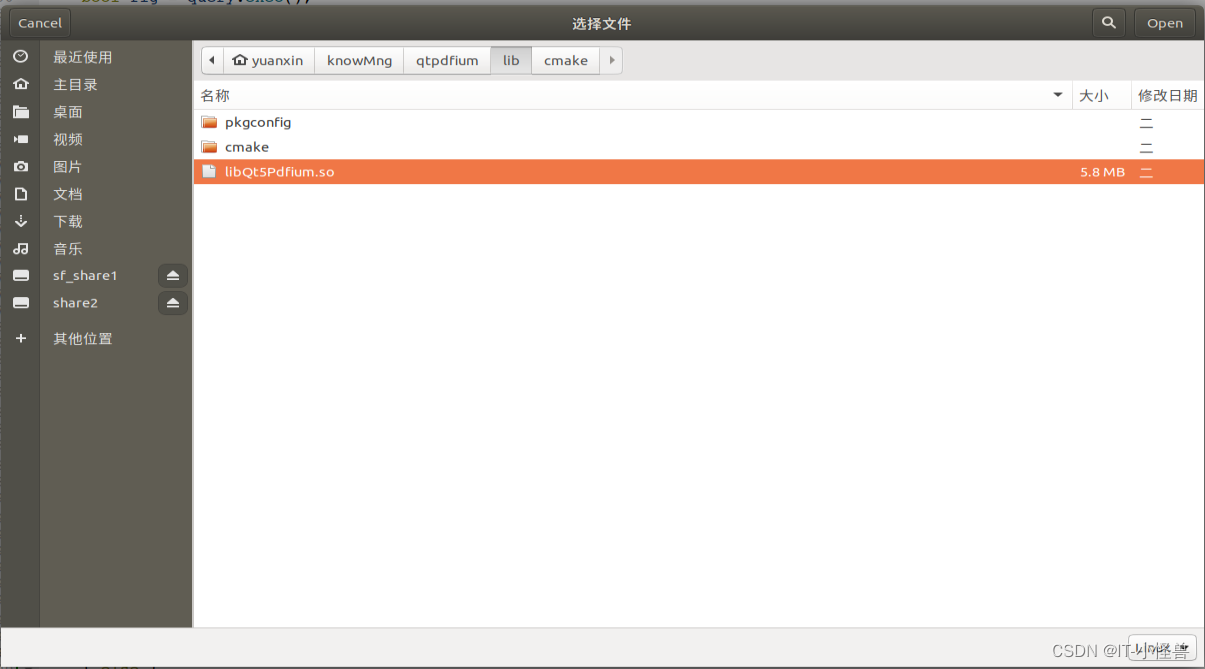 Cancel 选择文件 Open
最近使用
主目录
桌面
视频
图片
文档
下载
音乐
sf_share1
share2
其他位置
yuanxin knowMng qtpdfium lib cmake
名称 大小 修改日期
pkgconfig 二
cmake 二
libQt5Pdfium.so 5.8 MB 二
CSDN @IT-小怪兽